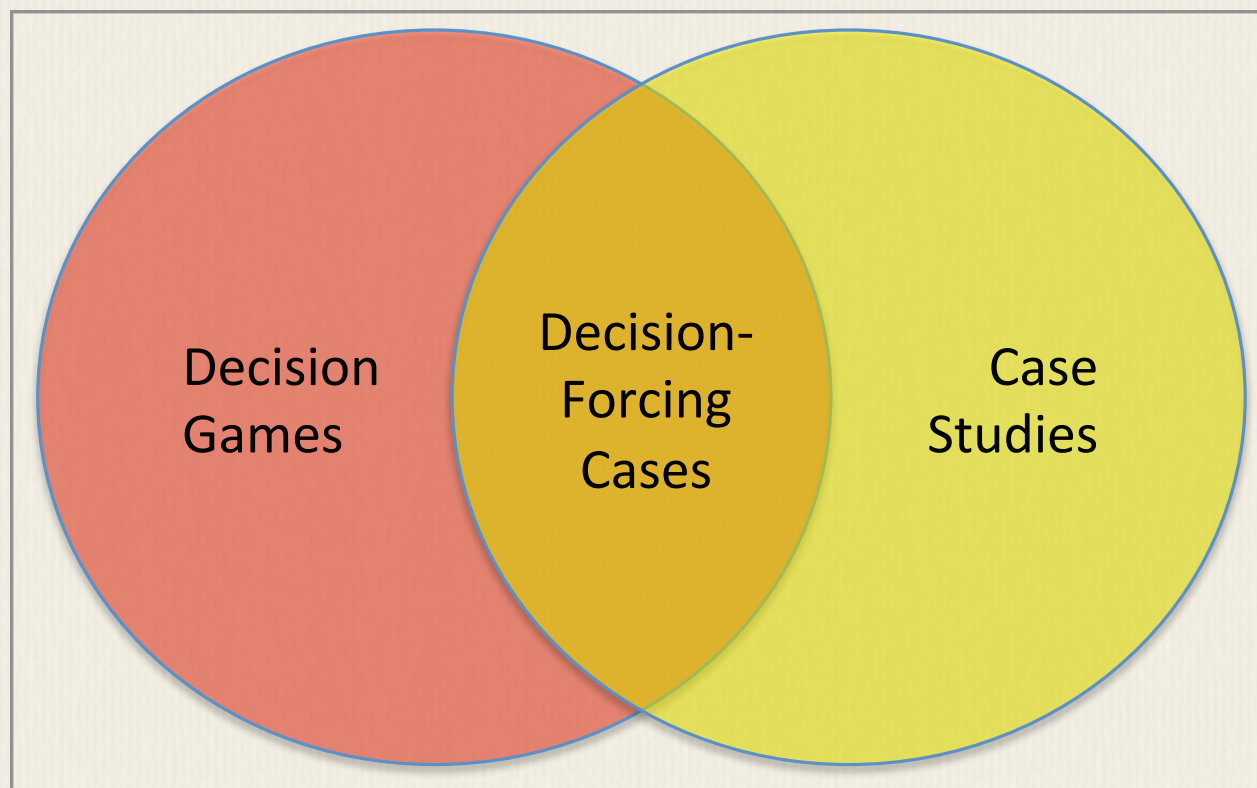 Decision
Games
Decision-
Forcing
Cases
Case
Studies